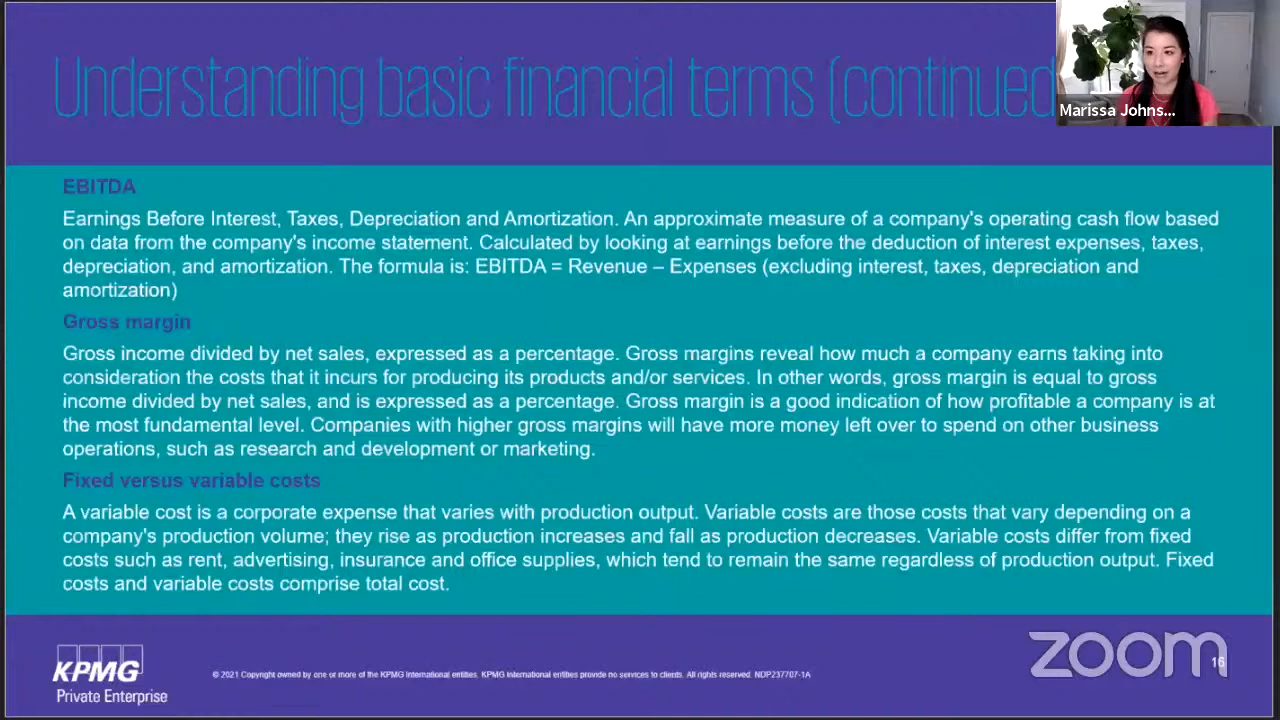 Understanding basic financial terms (continued
Marissa Johns...
EBITDA
Earnings Before Interest, Taxes, Depreciation and Amortization. An approximate measure of a company's operating cash flow based
on data from the company's income statement. Calculated by looking at earnings before the deduction of interest expenses, taxes,
depreciation, and amortization. The formula is: EBITDA = Revenue – Expenses (excluding interest, taxes, depreciation and
amortization)
Gross margin
Gross income divided by net sales, expressed as a percentage. Gross margins reveal how much a company earns taking into
consideration the costs that it incurs for producing its products and/or services. In other words, gross margin is equal to gross
income divided by net sales, and is expressed as a percentage. Gross margin is a good indication of how profitable a company is at
the most fundamental level. Companies with higher gross margins will have more money left over to spend on other business
operations, such as research and development or marketing.
Fixed versus variable costs
A variable cost is a corporate expense that varies with production output. Variable costs are those costs that vary depending on a
company's production volume; they rise as production increases and fall as production decreases. Variable costs differ from fixed
costs such as rent, advertising, insurance and office supplies, which tend to remain the same regardless of production output. Fixed
costs and variable costs comprise total cost.
KPMG
Private Enterprise
© 2021 Copyright owned by one or more of the KPMG International entities. KPMG International entities provide no services to clients. All rights reserved. NDP237707-1A
zoom
16